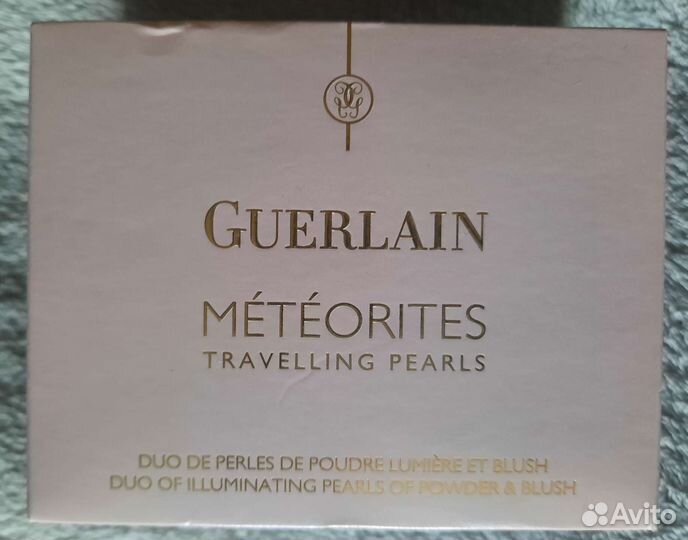 GUERLAIN
MÉTÉORITES
TRAVELLING PEARLS
DUO DE PERLES DE POUDRE LUMIÈRE ET BLUSH
DUO OF ILLUMINATING PEARLS OF POWDER & BLUSH
Avito